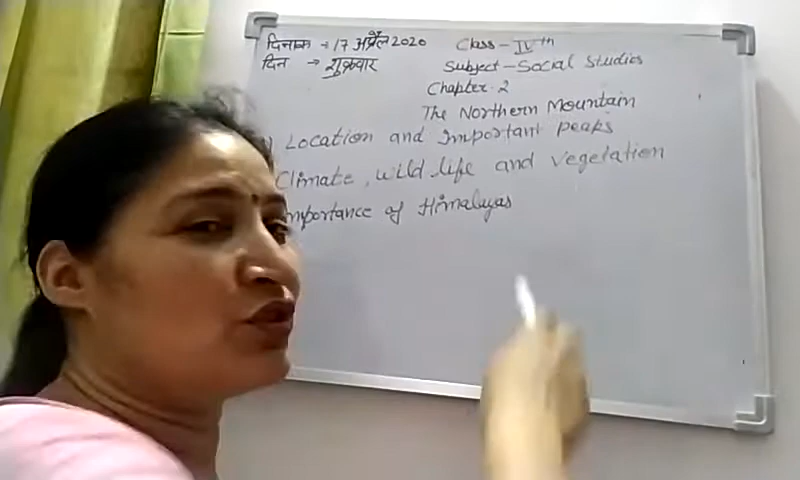 दिनांक → 17 अप्रैल 2020 Class - IVth
दिन → शुक्रवार Subject - Social Studies
Chapter 2
The Northern Mountain
Location and Important peaks
Climate, wild life and vegetation
Importance of Himalayas